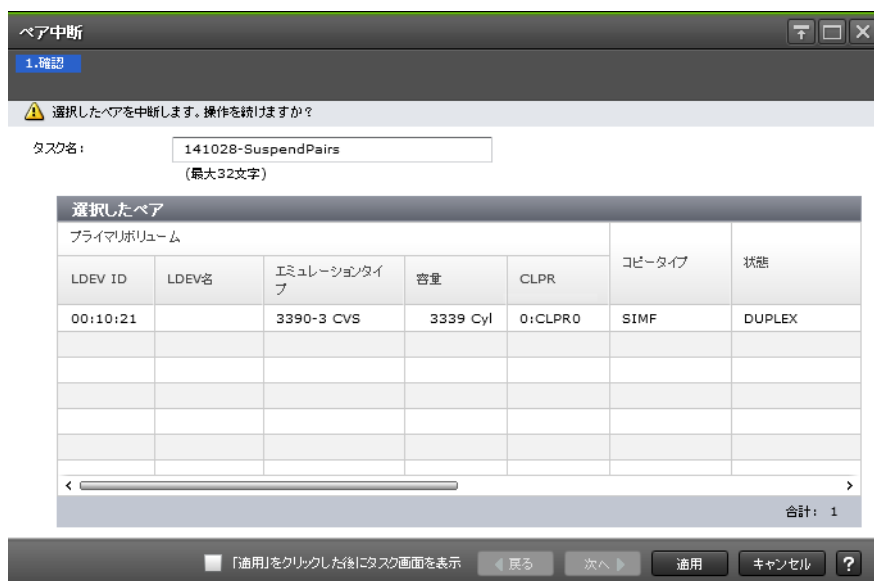 ペア中断
1.確認
選択したペアを中断します。操作を続けますか?
タスク名: 141028-SuspendPairs
(最大32文字)
選択したペア
プライマリボリューム コピータイプ 状態
LDEV ID LDEV名 エミュレーションタイ
プ 容量 CLPR
00:10:21 3390-3 CVS 3339 Cyl 0:CLPR0 SIMF DUPLEX
合計: 1
「適用」をクリックした後にタスク画面を表示 戻る 次へ 適用 キャンセル ?